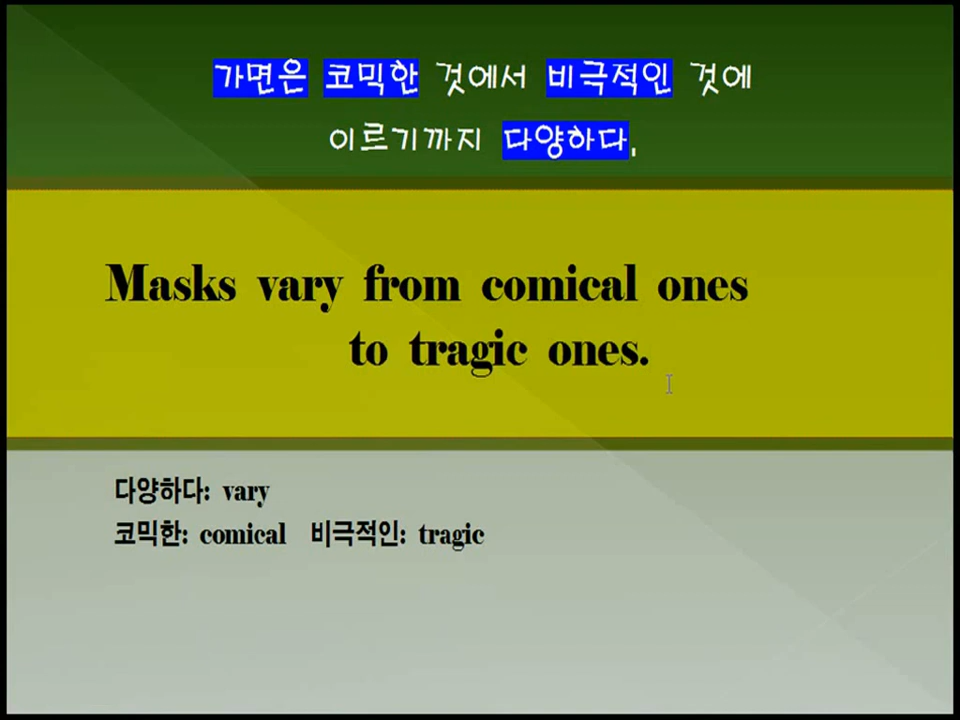 가면은 코믹한 것에서 비극적인 것에
이르기까지 다양하다.
Masks vary from comical ones
to tragic ones.
다양하다: vary
코믹한: comical 비극적인: tragic